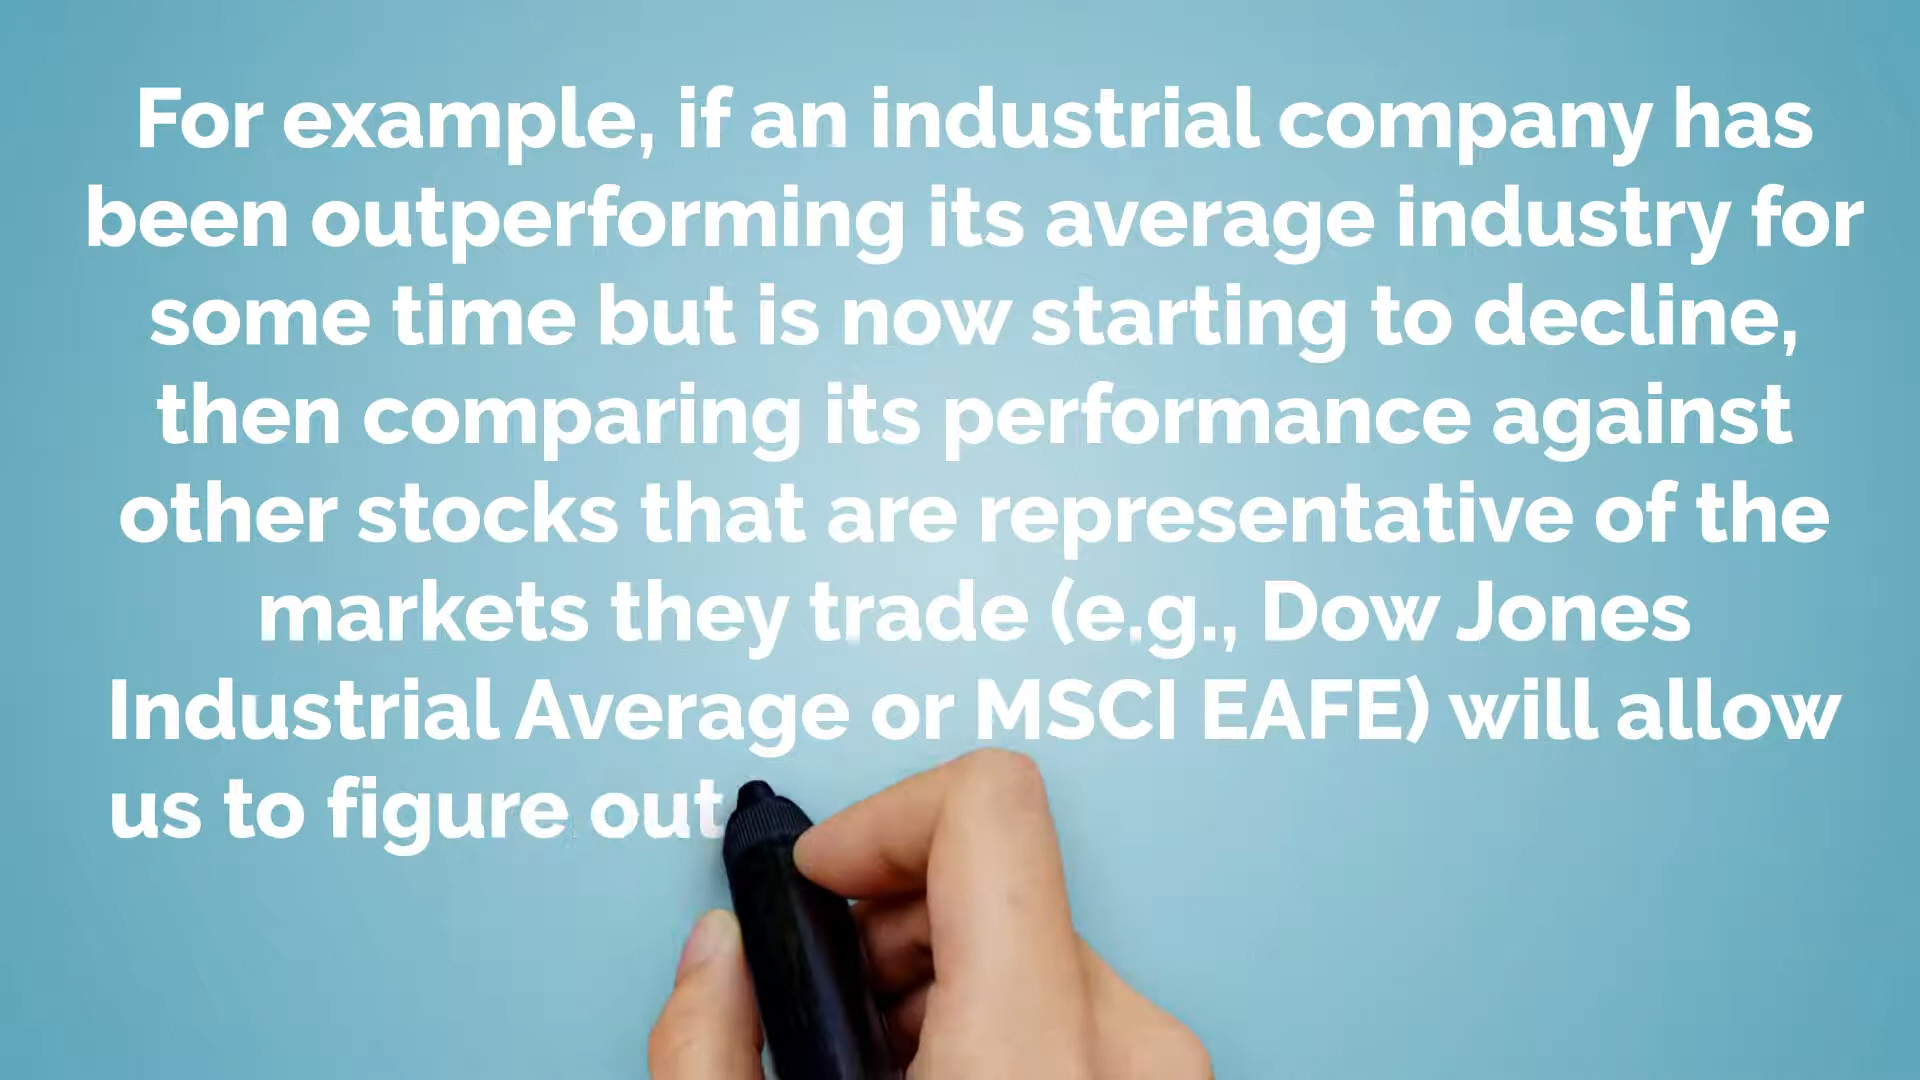 For example, if an industrial company has
been outperforming its average industry for
some time but is now starting to decline,
then comparing its performance against
other stocks that are representative of the
markets they trade (e.g., Dow Jones
Industrial Average or MSCI EAFE) will allow
us to figure out